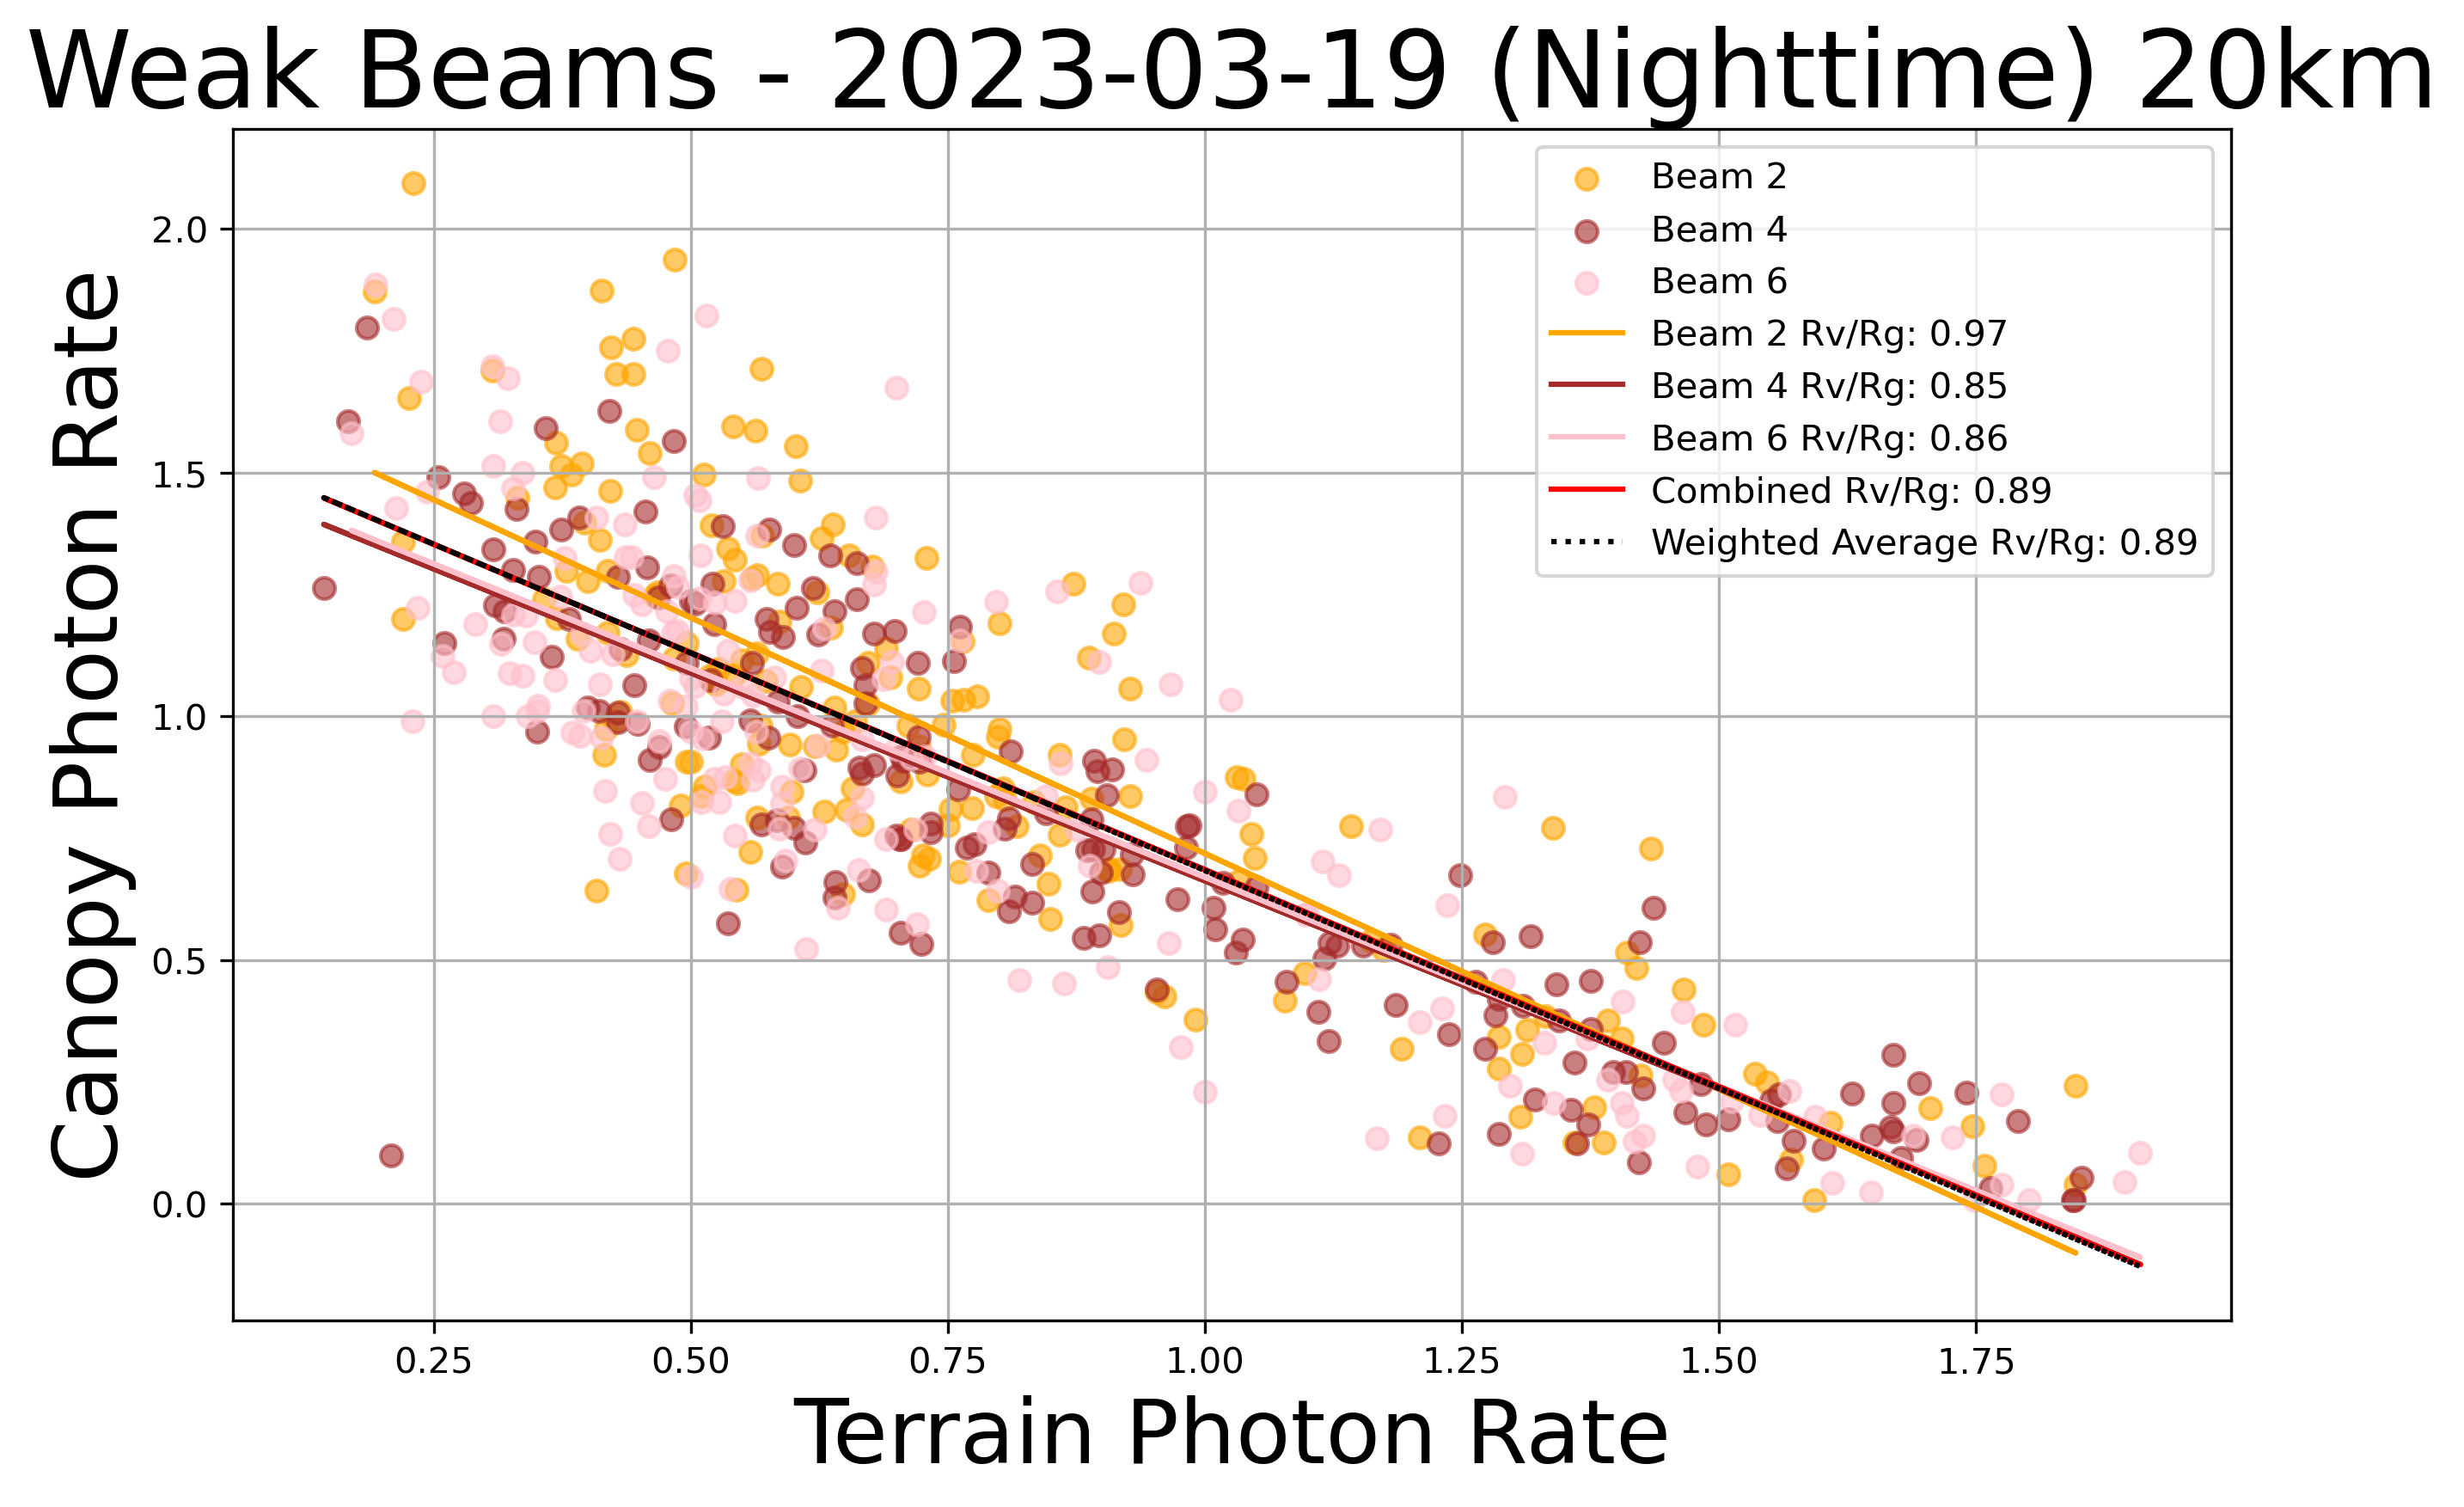 Weak Beams - 2023-03-19 (Nighttime) 20km
Canopy Photon Rate
2.0
1.5
1.0
0.5
0.0
Beam 2
Beam 4
Beam 6
Beam 2 Rv/Rg: 0.97
Beam 4 Rv/Rg: 0.85
Beam 6 Rv/Rg: 0.86
Combined Rv/Rg: 0.89
Weighted Average Rv/Rg: 0.89
0.25 0.50 0.75 1.00 1.25 1.50 1.75
Terrain Photon Rate